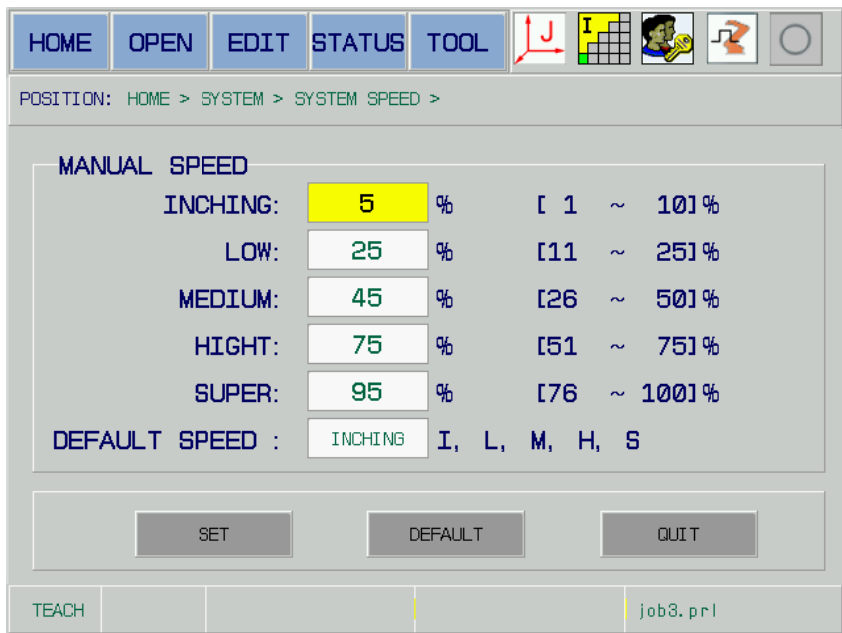 HOME OPEN EDIT STATUS TOOL J I
POSITION: HOME > SYSTEM > SYSTEM SPEED >
MANUAL SPEED
INCHING: 5 % [ 1 ~ 10]%
LOW: 25 % [11 ~ 25]%
MEDIUM: 45 % [26 ~ 50]%
HIGHT: 75 % [51 ~ 75]%
SUPER: 95 % [76 ~ 100]%
DEFAULT SPEED : INCHING I, L, M, H, S
SET DEFAULT QUIT
TEACH job3.prl